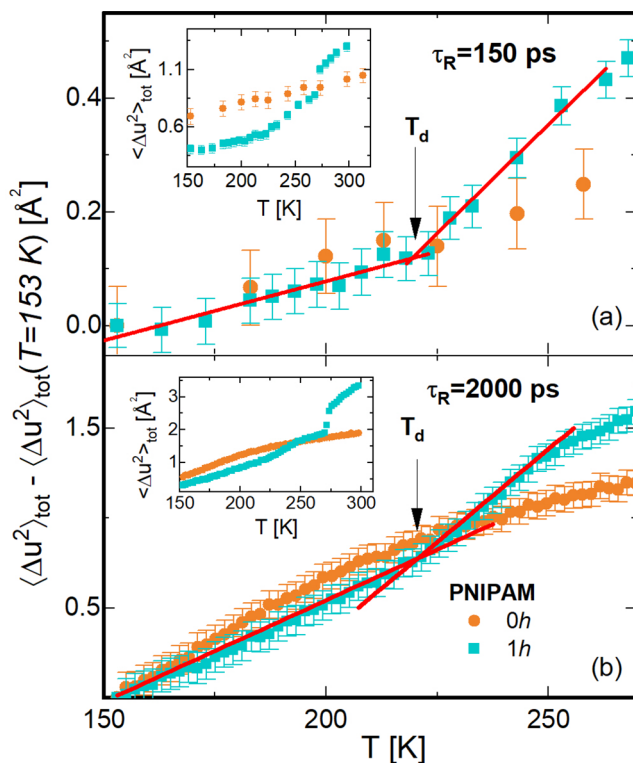 ⟨Δu²⟩tot - ⟨Δu²⟩tot(T=153 K) [Å²]
0.4
0.2
0.0
<Δu²>tot [Å²]
1.1
0.6
150 200 250 300
T [K]
τR=150 ps
Td
(a)
1.5
0.5
<Δu²>tot [Å²]
4
3
2
1
0
150 200 250 300
T [K]
τR=2000 ps
Td
PNIPAM
0h
1h
(b)
150 200 250
T [K]